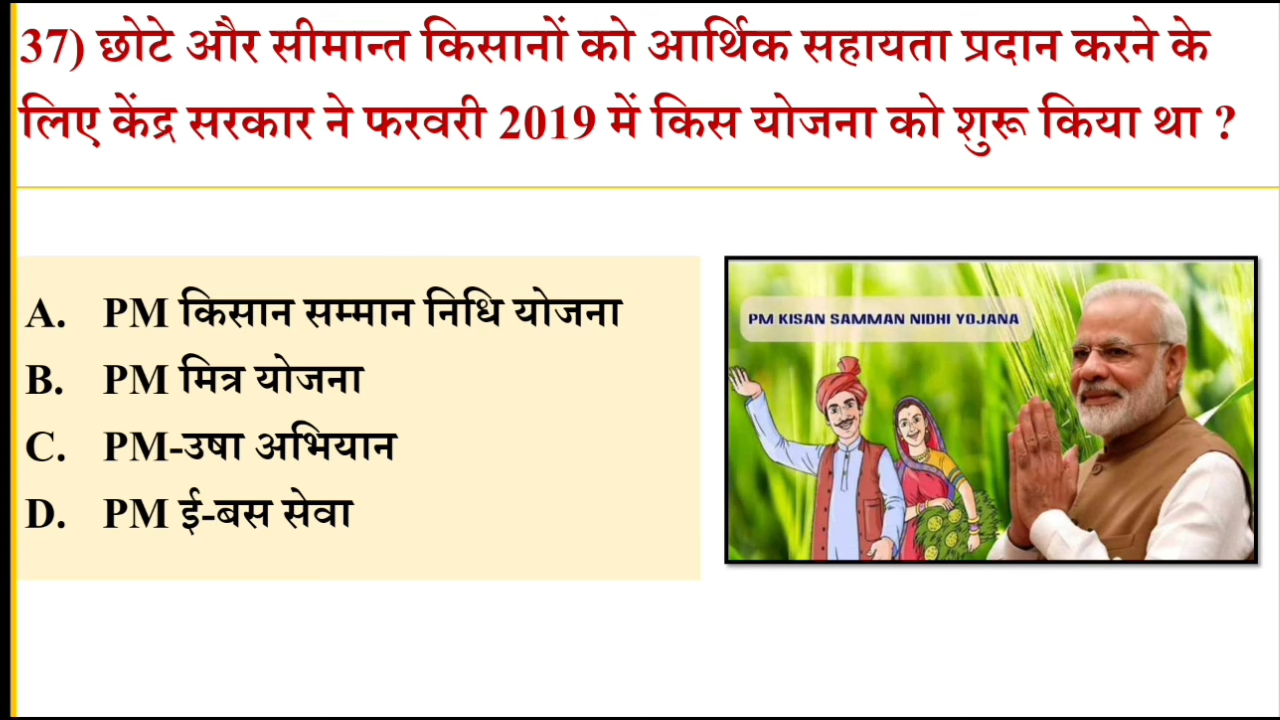 37) छोटे और सीमान्त किसानों को आर्थिक सहायता प्रदान करने के
लिए केंद्र सरकार ने फरवरी 2019 में किस योजना को शुरू किया था ?
A. PM किसान सम्मान निधि योजना
B. PM मित्र योजना
C. PM-उषा अभियान
D. PM ई-बस सेवा
PM KISAN SAMMAN NIDHI YOJANA